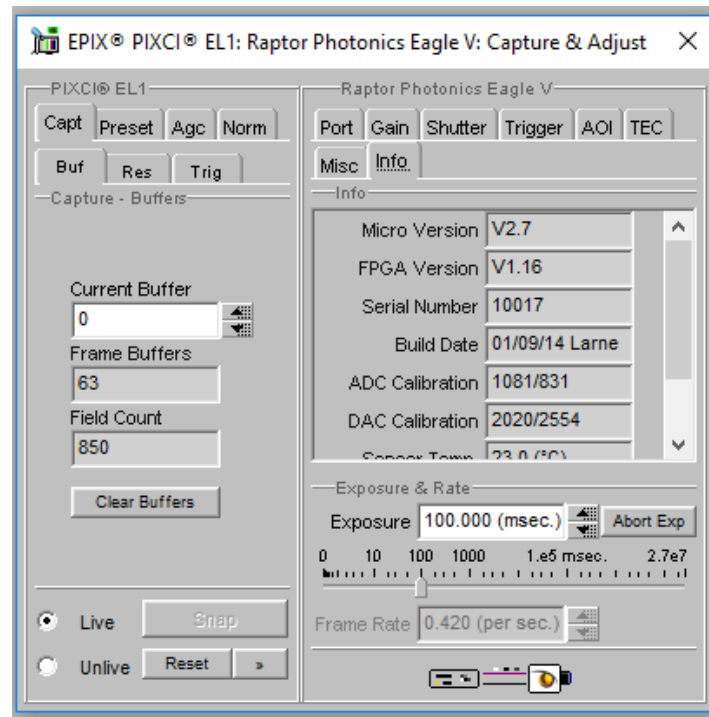 EPIX® PIXCI® EL1: Raptor Photonics Eagle V: Capture & Adjust
PIXCI® EL1
Capt Preset Agc Norm
Buf Res Trig
Capture - Buffers
Current Buffer
0
Frame Buffers
63
Field Count
850
Clear Buffers
Live Snap
Unlive Reset »
Raptor Photonics Eagle V
Port Gain Shutter Trigger AOI TEC
Misc Info
Info
Micro Version V2.7
FPGA Version V1.16
Serial Number 10017
Build Date 01/09/14 Larne
ADC Calibration 1081/831
DAC Calibration 2020/2554
Sensor Temp 23.0 (°C)
Exposure & Rate
Exposure 100.000 (msec.) Abort Exp
0 10 100 1000 1.e5 msec. 2.7e7
Frame Rate 0.420 (per sec.)